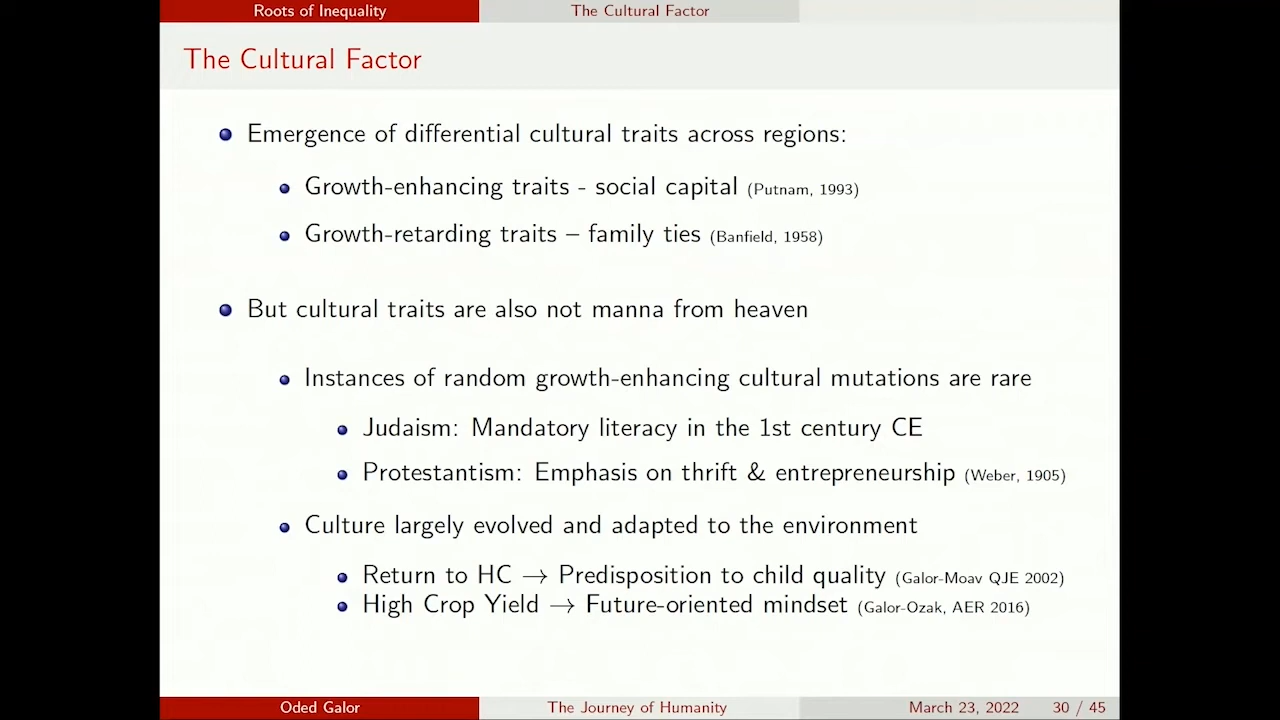 Roots of Inequality
The Cultural Factor
The Cultural Factor
Emergence of differential cultural traits across regions:
Growth-enhancing traits - social capital (Putnam, 1993)
Growth-retarding traits – family ties (Banfield, 1958)
But cultural traits are also not manna from heaven
Instances of random growth-enhancing cultural mutations are rare
Judaism: Mandatory literacy in the 1st century CE
Protestantism: Emphasis on thrift & entrepreneurship (Weber, 1905)
Culture largely evolved and adapted to the environment
Return to HC → Predisposition to child quality (Galor-Moav QJE 2002)
High Crop Yield → Future-oriented mindset (Galor-Ozak, AER 2016)
Oded Galor
The Journey of Humanity
March 23, 2022
30 / 45